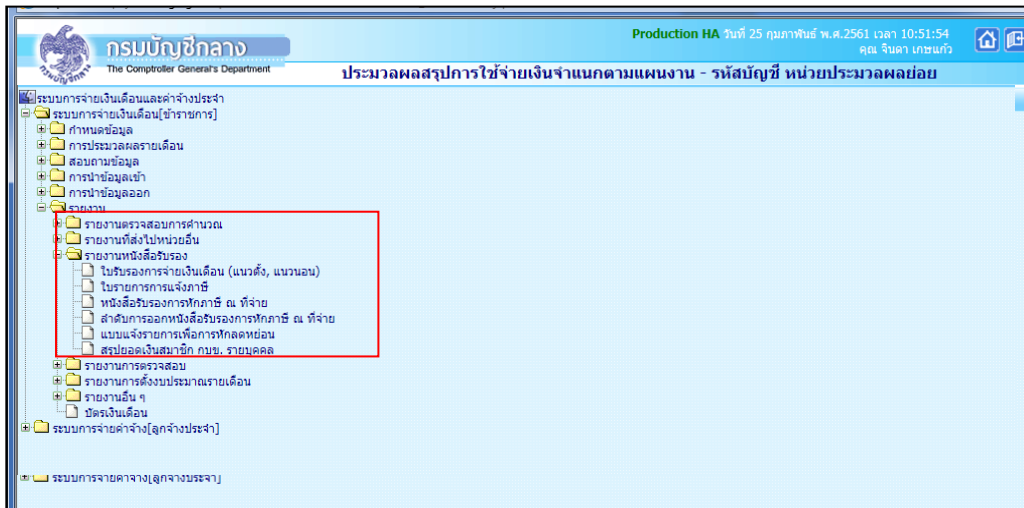 Production HA วันที่ 25 กุมภาพันธ์ พ.ศ.2561 เวลา 10:51:54
คุณ จินดา เกษแก้ว
กรมบัญชีกลาง
The Comptroller General's Department
ประมวลผลสรุปการใช้จ่ายเงินจำแนกตามแผนงาน - รหัสบัญชี หน่วยประมวลผลย่อย
ระบบการจ่ายเงินเดือนและค่าจ้างประจำ
ระบบการจ่ายเงินเดือน[ข้าราชการ]
กำหนดข้อมูล
การประมวลผลรายเดือน
สอบถามข้อมูล
การนำข้อมูลเข้า
การนำข้อมูลออก
รายงาน
รายงานตรวจสอบการคำนวณ
รายงานที่ส่งไปหน่วยอื่น
รายงานหนังสือรับรอง
ใบรับรองการจ่ายเงินเดือน (แนวตั้ง, แนวนอน)
ใบรายการการแจ้งภาษี
หนังสือรับรองการหักภาษี ณ ที่จ่าย
ลำดับการออกหนังสือรับรองการหักภาษี ณ ที่จ่าย
แบบแจ้งรายการเพื่อการหักลดหย่อน
สรุปยอดเงินสมาชิก กบข. รายบุคคล
รายงานการตรวจสอบ
รายงานการตั้งงบประมาณรายเดือน
รายงานอื่น ๆ
บัตรเงินเดือน
ระบบการจ่ายค่าจ้าง[ลูกจ้างประจำ]
ระบบการจ่ายค่าจ้าง[ลูกจ้างประจำ]